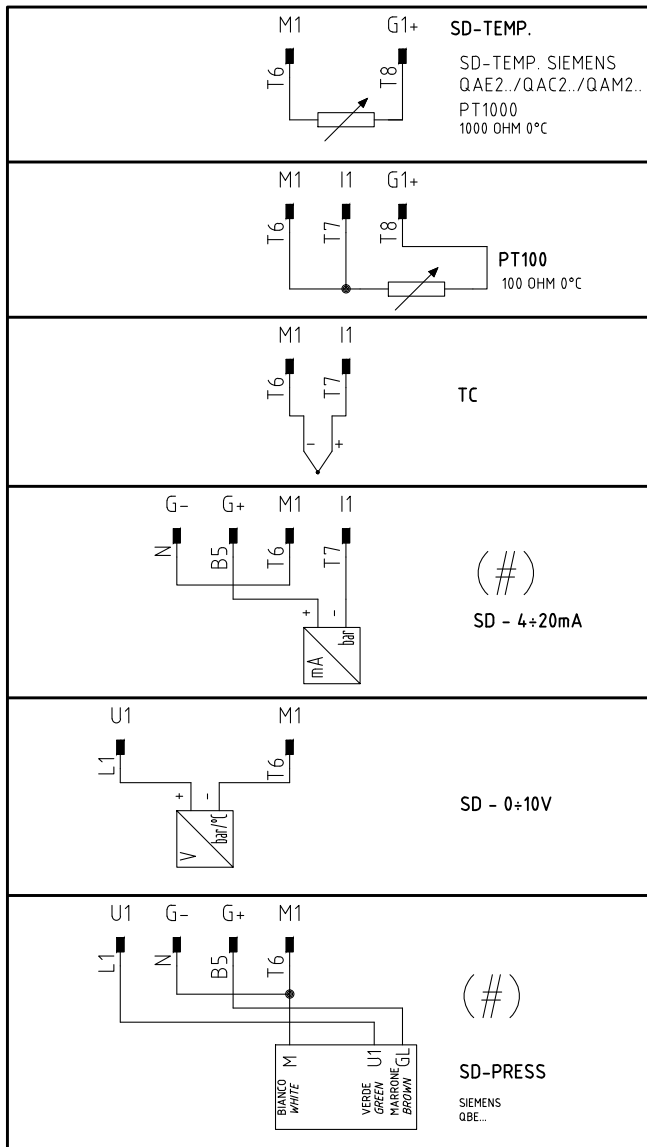 M1 G1+ SD-TEMP.
T6 T8
SD-TEMP. SIEMENS
QAE2../QAC2../QAM2..
PT1000
1000 OHM 0°C
M1 I1 G1+
T6 T7 T8
PT100
100 OHM 0°C
M1 I1
T6 T7
TC
- +
G- G+ M1 I1
N B5 T6 T7
(#)
+ -
mA bar
SD - 4÷20mA
U1 M1
L1 T6
+ -
V bar/°C
SD - 0÷10V
U1 G- G+ M1
L1 N B5 T6
(#)
M U1 GL
BIANCO
WHITE
VERDE
GREEN
MARRONE
BROWN
SD-PRESS
SIEMENS
QBE...